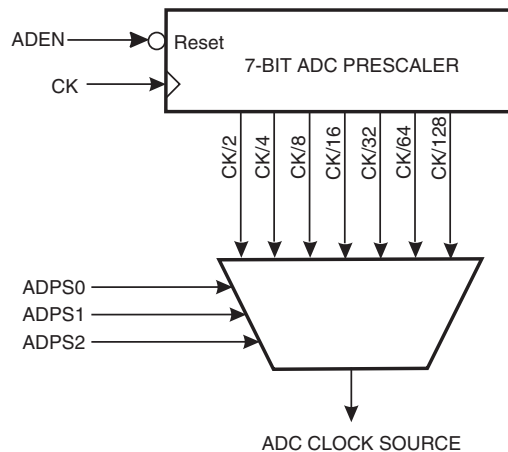 ADEN
Reset
7-BIT ADC PRESCALER
CK
CK/2
CK/4
CK/8
CK/16
CK/32
CK/64
CK/128
ADPS0
ADPS1
ADPS2
ADC CLOCK SOURCE